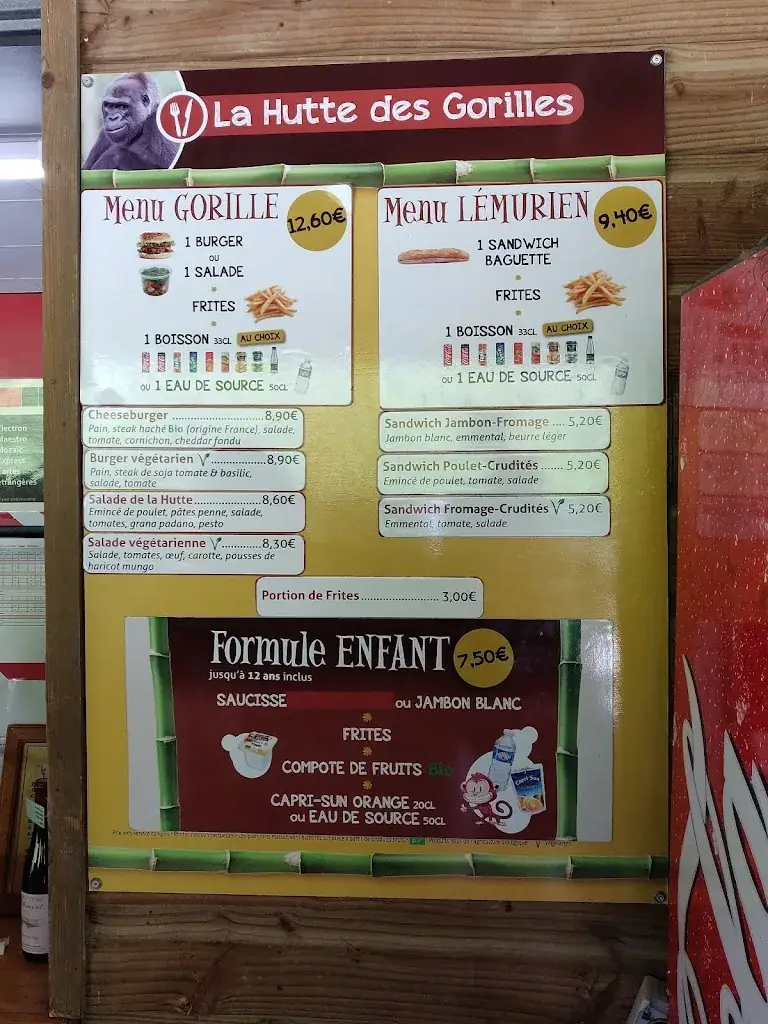 La Hutte des Gorilles
Menu GORILLE
12,60€
1 BURGER
OU
1 SALADE
FRITES
1 BOISSON 33CL AU CHOIX
OU 1 EAU DE SOURCE 50CL
Menu LÉMURIEN
9,40€
1 SANDWICH
BAGUETTE
FRITES
1 BOISSON 33CL AU CHOIX
OU 1 EAU DE SOURCE 50CL
Cheeseburger ........................8,90€
Pain, steak haché Bio (origine France), salade,
tomate, cornichon, cheddar fondu
Burger végétarien ..............8,90€
Pain, steak de soja tomate & basilic,
salade, tomate
Salade de la Hutte.................8,60€
Emincé de poulet, pâtes penne, salade,
tomates, grana padano, pesto
Salade végétarienne ............8,30€
Salade, tomates, œuf, carotte, pousses de
haricot mungo
Sandwich Jambon-Fromage .... 5,20€
Jambon blanc, emmental, beurre léger
Sandwich Poulet-Crudités ....... 5,20€
Emincé de poulet, tomate, salade
Sandwich Fromage-Crudités 5,20€
Emmental, tomate, salade
Portion de Frites........................ 3,00€
Formule ENFANT
7,50€
jusqu'à 12 ans inclus
SAUCISSE OU JAMBON BLANC
FRITES
COMPOTE DE FRUITS Bio
CAPRI-SUN ORANGE 20CL
OU EAU DE SOURCE 50CL
Capri-Sun